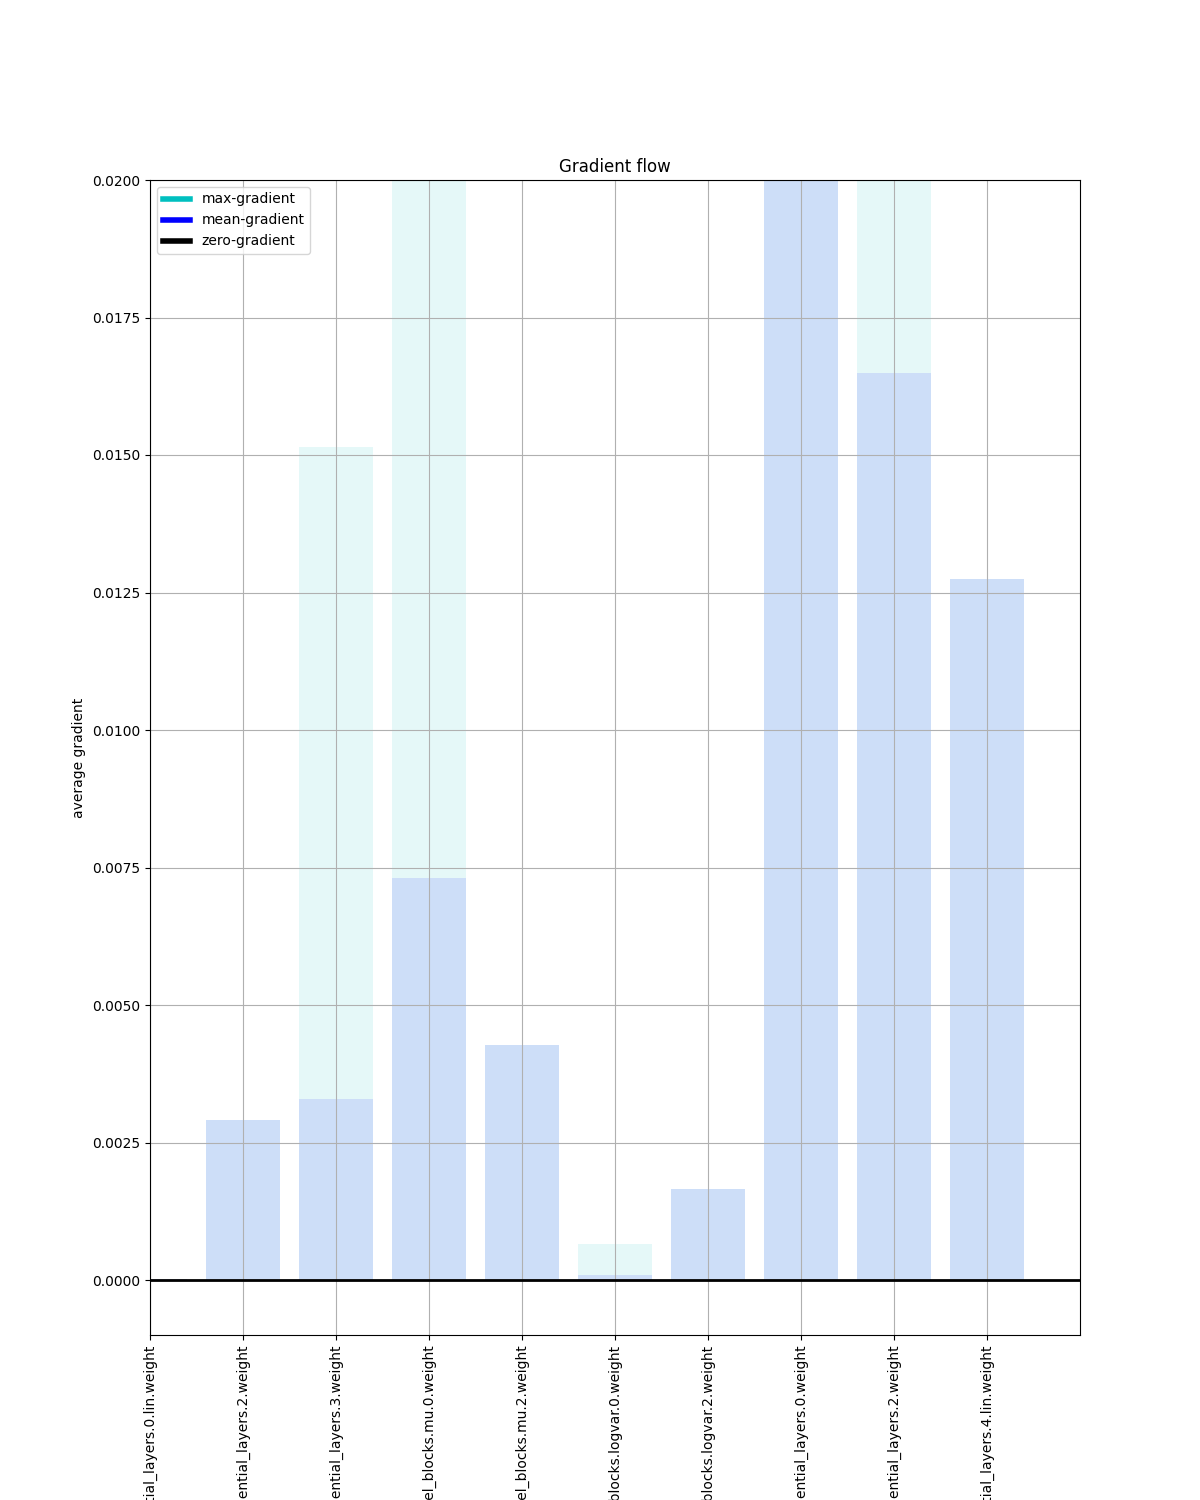 Gradient flow
max-gradient
mean-gradient
zero-gradient
0.0200
0.0175
0.0150
0.0125
0.0100
0.0075
0.0050
0.0025
0.0000
average gradient
tial_layers.0.lin.weight
ential_layers.2.weight
ential_layers.3.weight
el_blocks.mu.0.weight
el_blocks.mu.2.weight
blocks.logvar.0.weight
blocks.logvar.2.weight
ential_layers.0.weight
ential_layers.2.weight
tial_layers.4.lin.weight